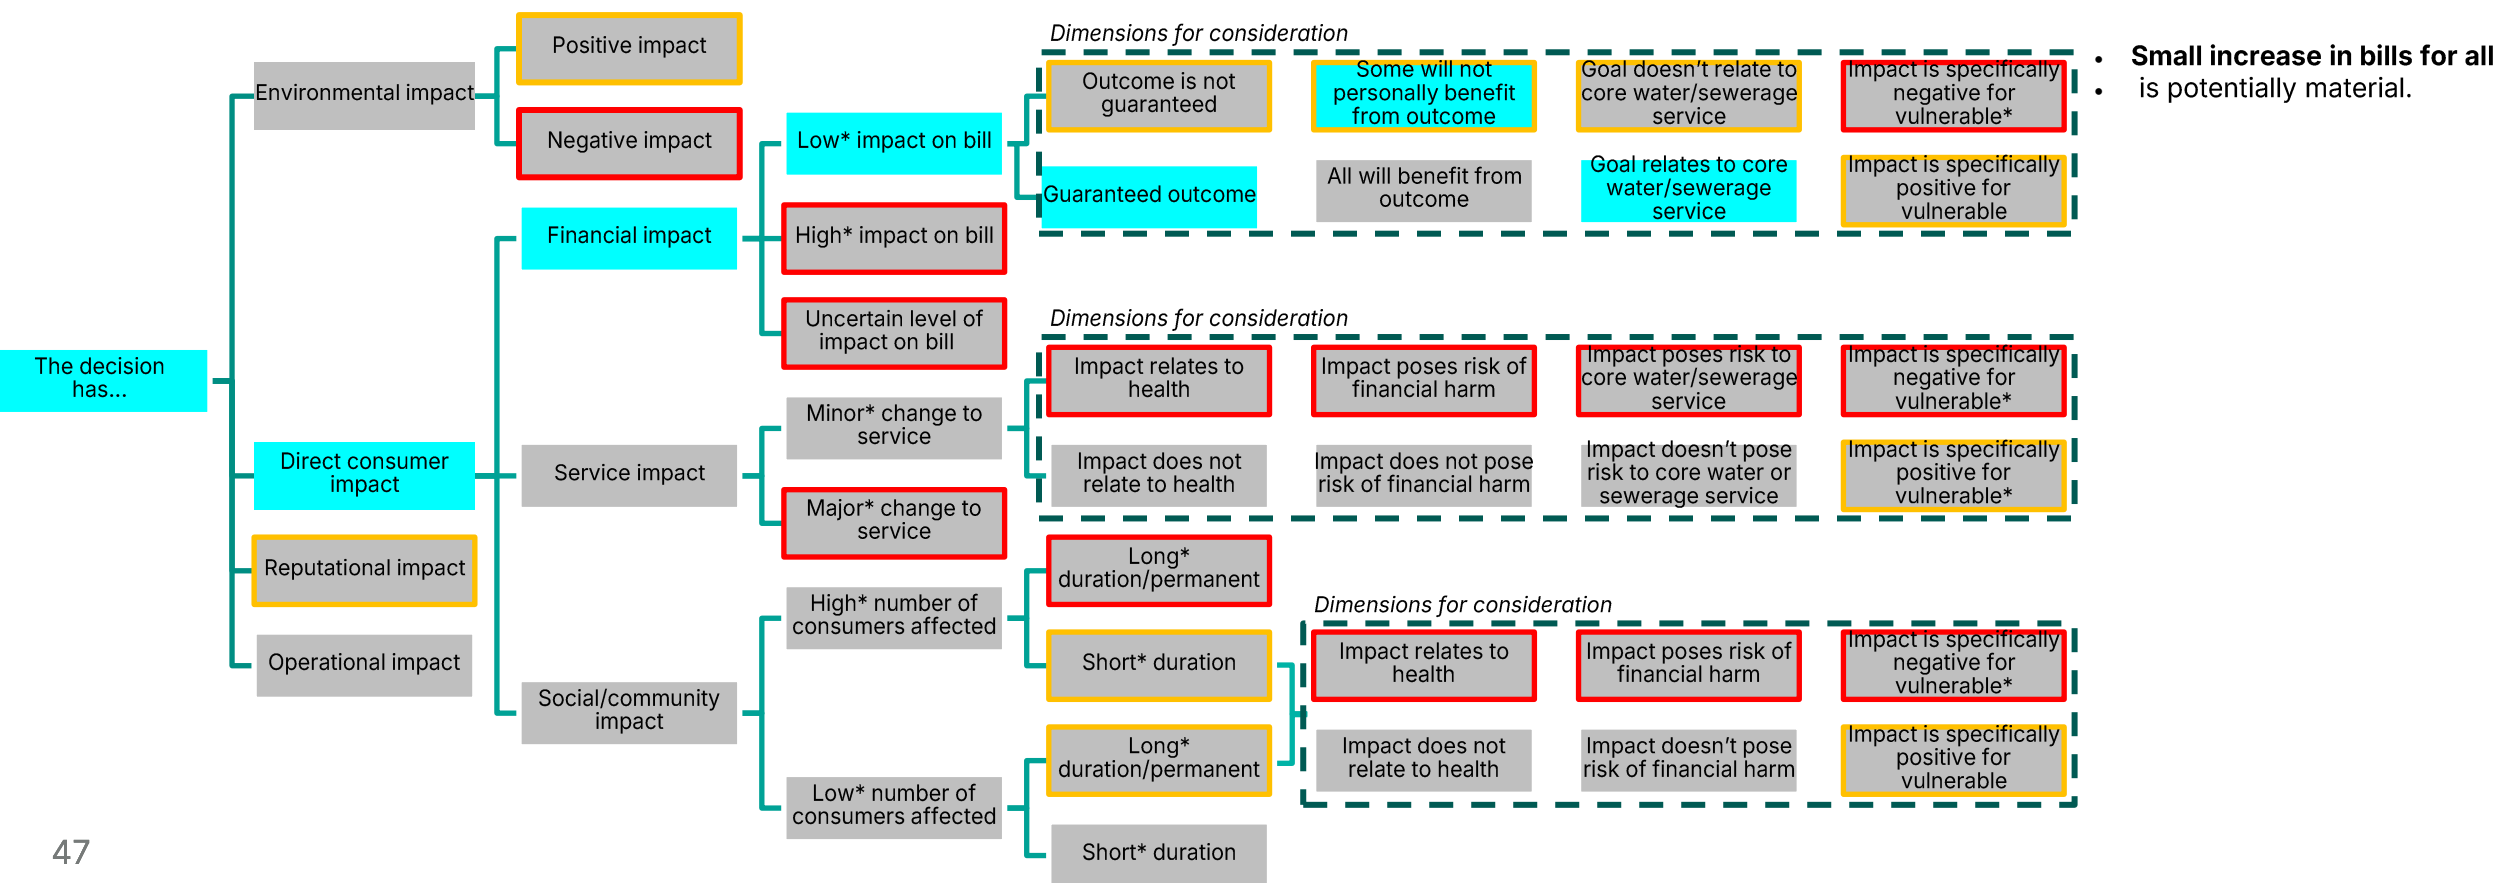 The decision
has...
Environmental impact
Direct consumer
impact
Reputational impact
Operational impact
Positive impact
Negative impact
Financial impact
Service impact
Social/community
impact
Low* impact on bill
High* impact on bill
Uncertain level of
impact on bill
Minor* change to
service
Major* change to
service
High* number of
consumers affected
Low* number of
consumers affected
Dimensions for consideration
Outcome is not
guaranteed
Some will not
personally benefit
from outcome
Goal doesn’t relate to
core water/sewerage
service
Impact is specifically
negative for
vulnerable*
Guaranteed outcome
All will benefit from
outcome
Goal relates to core
water/sewerage
service
Impact is specifically
positive for
vulnerable
Dimensions for consideration
Impact relates to
health
Impact poses risk of
financial harm
Impact poses risk to
core water/sewerage
service
Impact is specifically
negative for
vulnerable*
Impact does not
relate to health
Impact does not pose
risk of financial harm
Impact doesn’t pose
risk to core water or
sewerage service
Impact is specifically
positive for
vulnerable*
Long*
duration/permanent
Short* duration
Long*
duration/permanent
Short* duration
Dimensions for consideration
Impact relates to
health
Impact poses risk of
financial harm
Impact is specifically
negative for
vulnerable*
Impact does not
relate to health
Impact doesn’t pose
risk of financial harm
Impact is specifically
positive for
vulnerable
• Small increase in bills for all
• is potentially material.
47